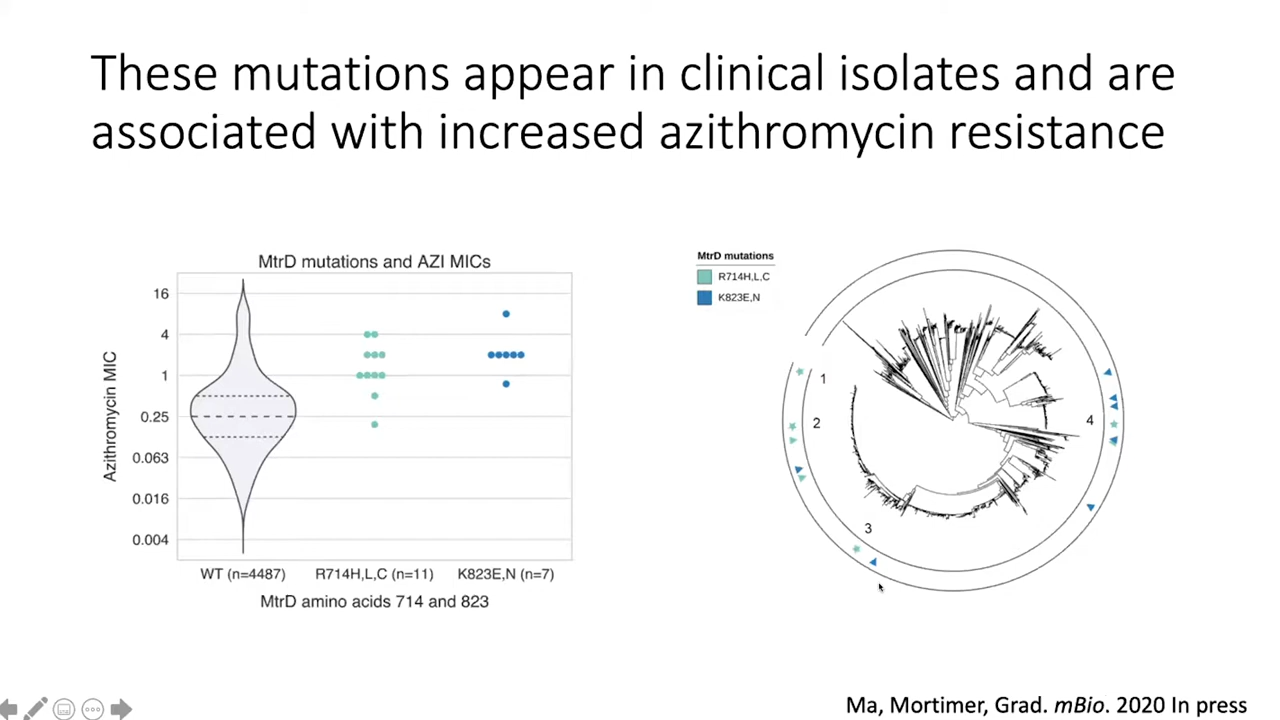 These mutations appear in clinical isolates and are
associated with increased azithromycin resistance
MtrD mutations and AZI MICs
Azithromycin MIC
16
4
1
0.25
0.063
0.016
0.004
WT (n=4487)
R714H,L,C (n=11)
K823E,N (n=7)
MtrD amino acids 714 and 823
MtrD mutations
R714H,L,C
K823E,N
1
2
3
4
Ma, Mortimer, Grad. mBio. 2020 In press